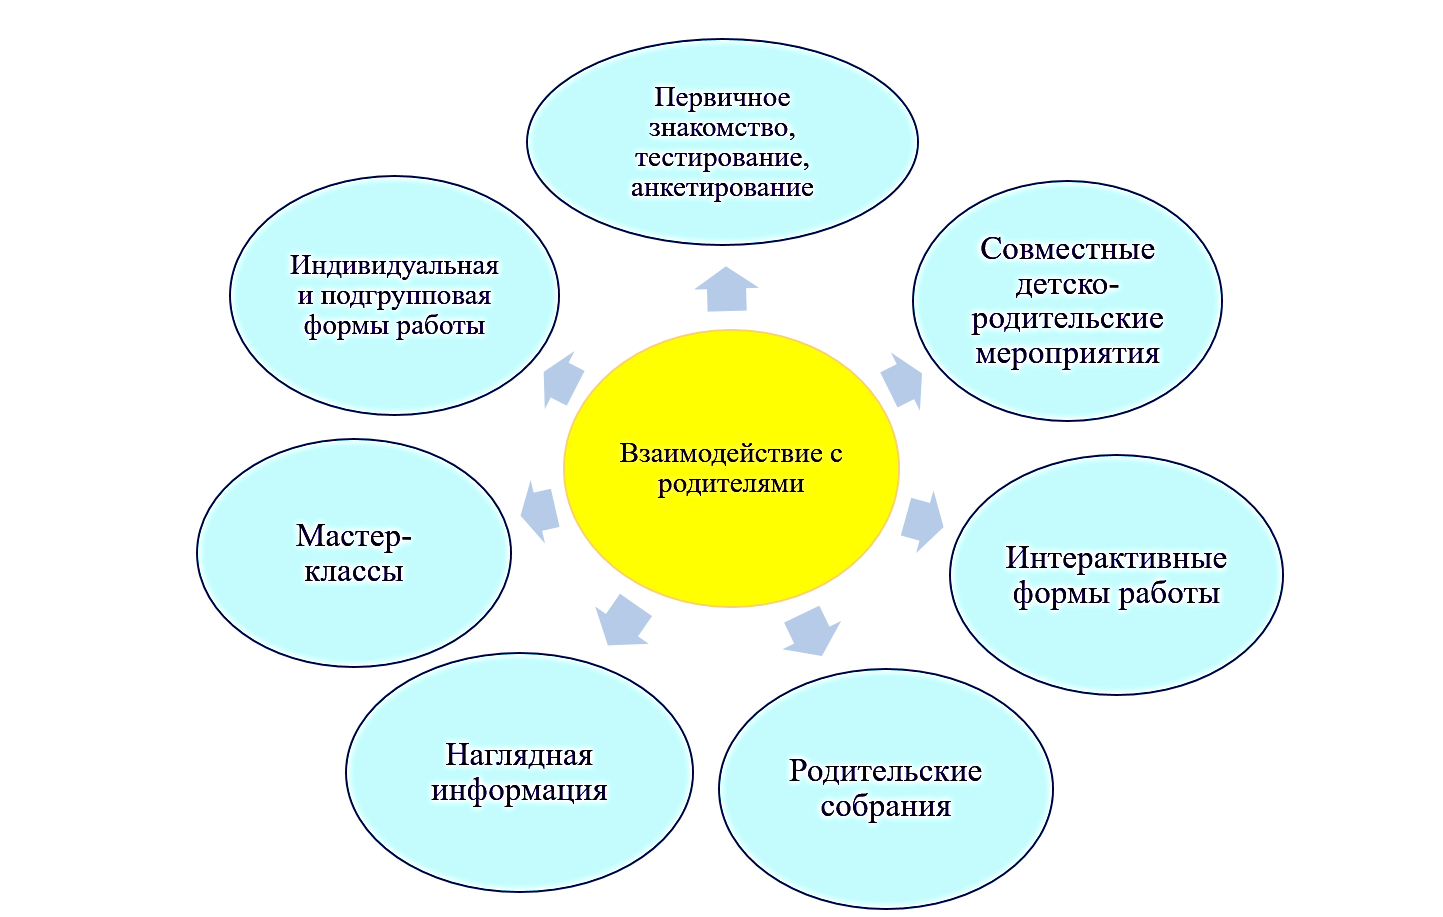 Первичное
знакомство,
тестирование,
анкетирование
Совместные
детско-
родительские
мероприятия
Интерактивные
формы работы
Родительские
собрания
Наглядная
информация
Мастер-
классы
Индивидуальная
и подгрупповая
формы работы
Взаимодействие с
родителями